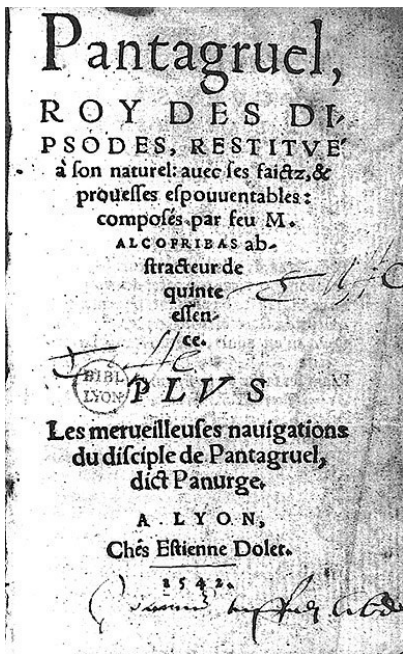 Pantagruel,
ROY DES DI-
PSODES, RESTITVE'
à ſon naturel: auec ſes faictz, &
proueſſes eſpouuentables:
compoſés par feu M.
ALCOFRIBAS ab-
ſtracteur de
quinte
eſſen-
ce.
BIBL
LYON
PLVS
Les merueilleuſes nauigations
du diſciple de Pantagruel,
dict Panurge.
A. LYON,
Chés Eſtienne Dolet.
1542.